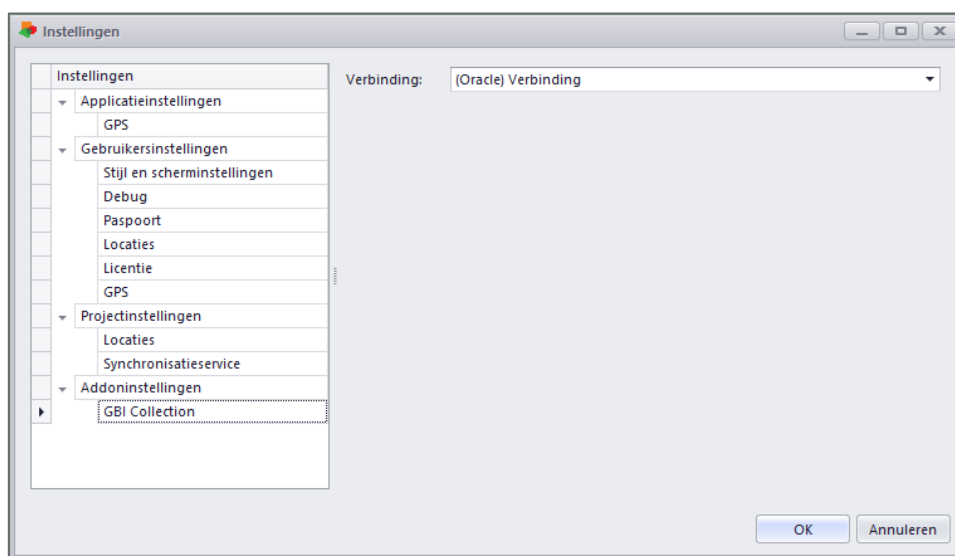 Instellingen
Instellingen
Applicatieinstellingen
GPS
Gebruikersinstellingen
Stijl en scherminstellingen
Debug
Paspoort
Locaties
Licentie
GPS
Projectinstellingen
Locaties
Synchronisatieservice
Addoninstellingen
GBI Collection
Verbinding: (Oracle) Verbinding
OK Annuleren